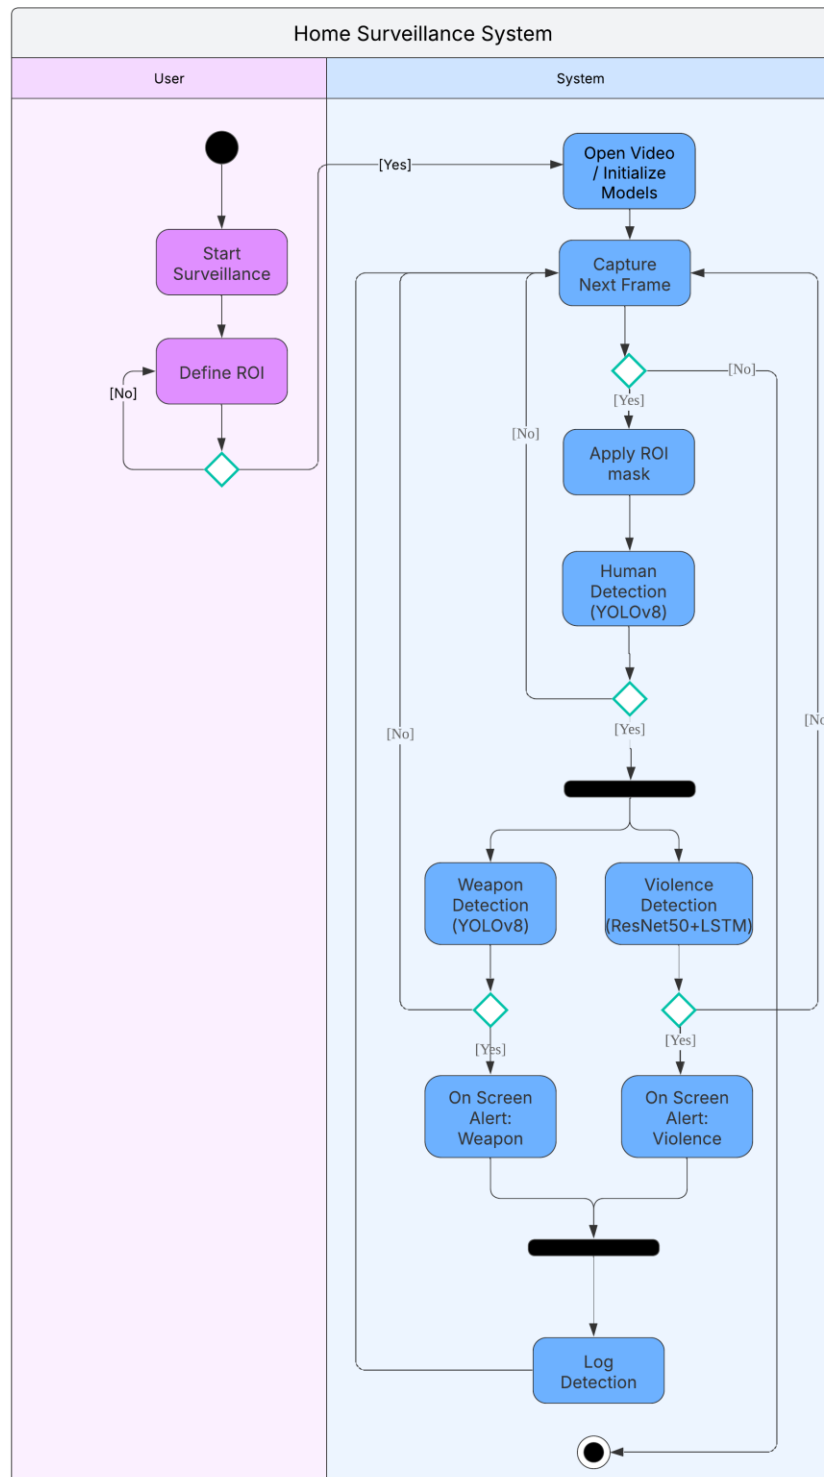 Home Surveillance System
User
System
[Yes]
Open Video
/ Initialize
Models
Start
Surveillance
Capture
Next Frame
Define ROI
[No]
[No]
[Yes]
[No]
Apply ROI
mask
Human
Detection
(YOLOv8)
[Yes]
[No]
[No
Weapon
Detection
(YOLOv8)
Violence
Detection
(ResNet50+LSTM)
[Yes]
[Yes]
On Screen
Alert:
Weapon
On Screen
Alert:
Violence
Log
Detection